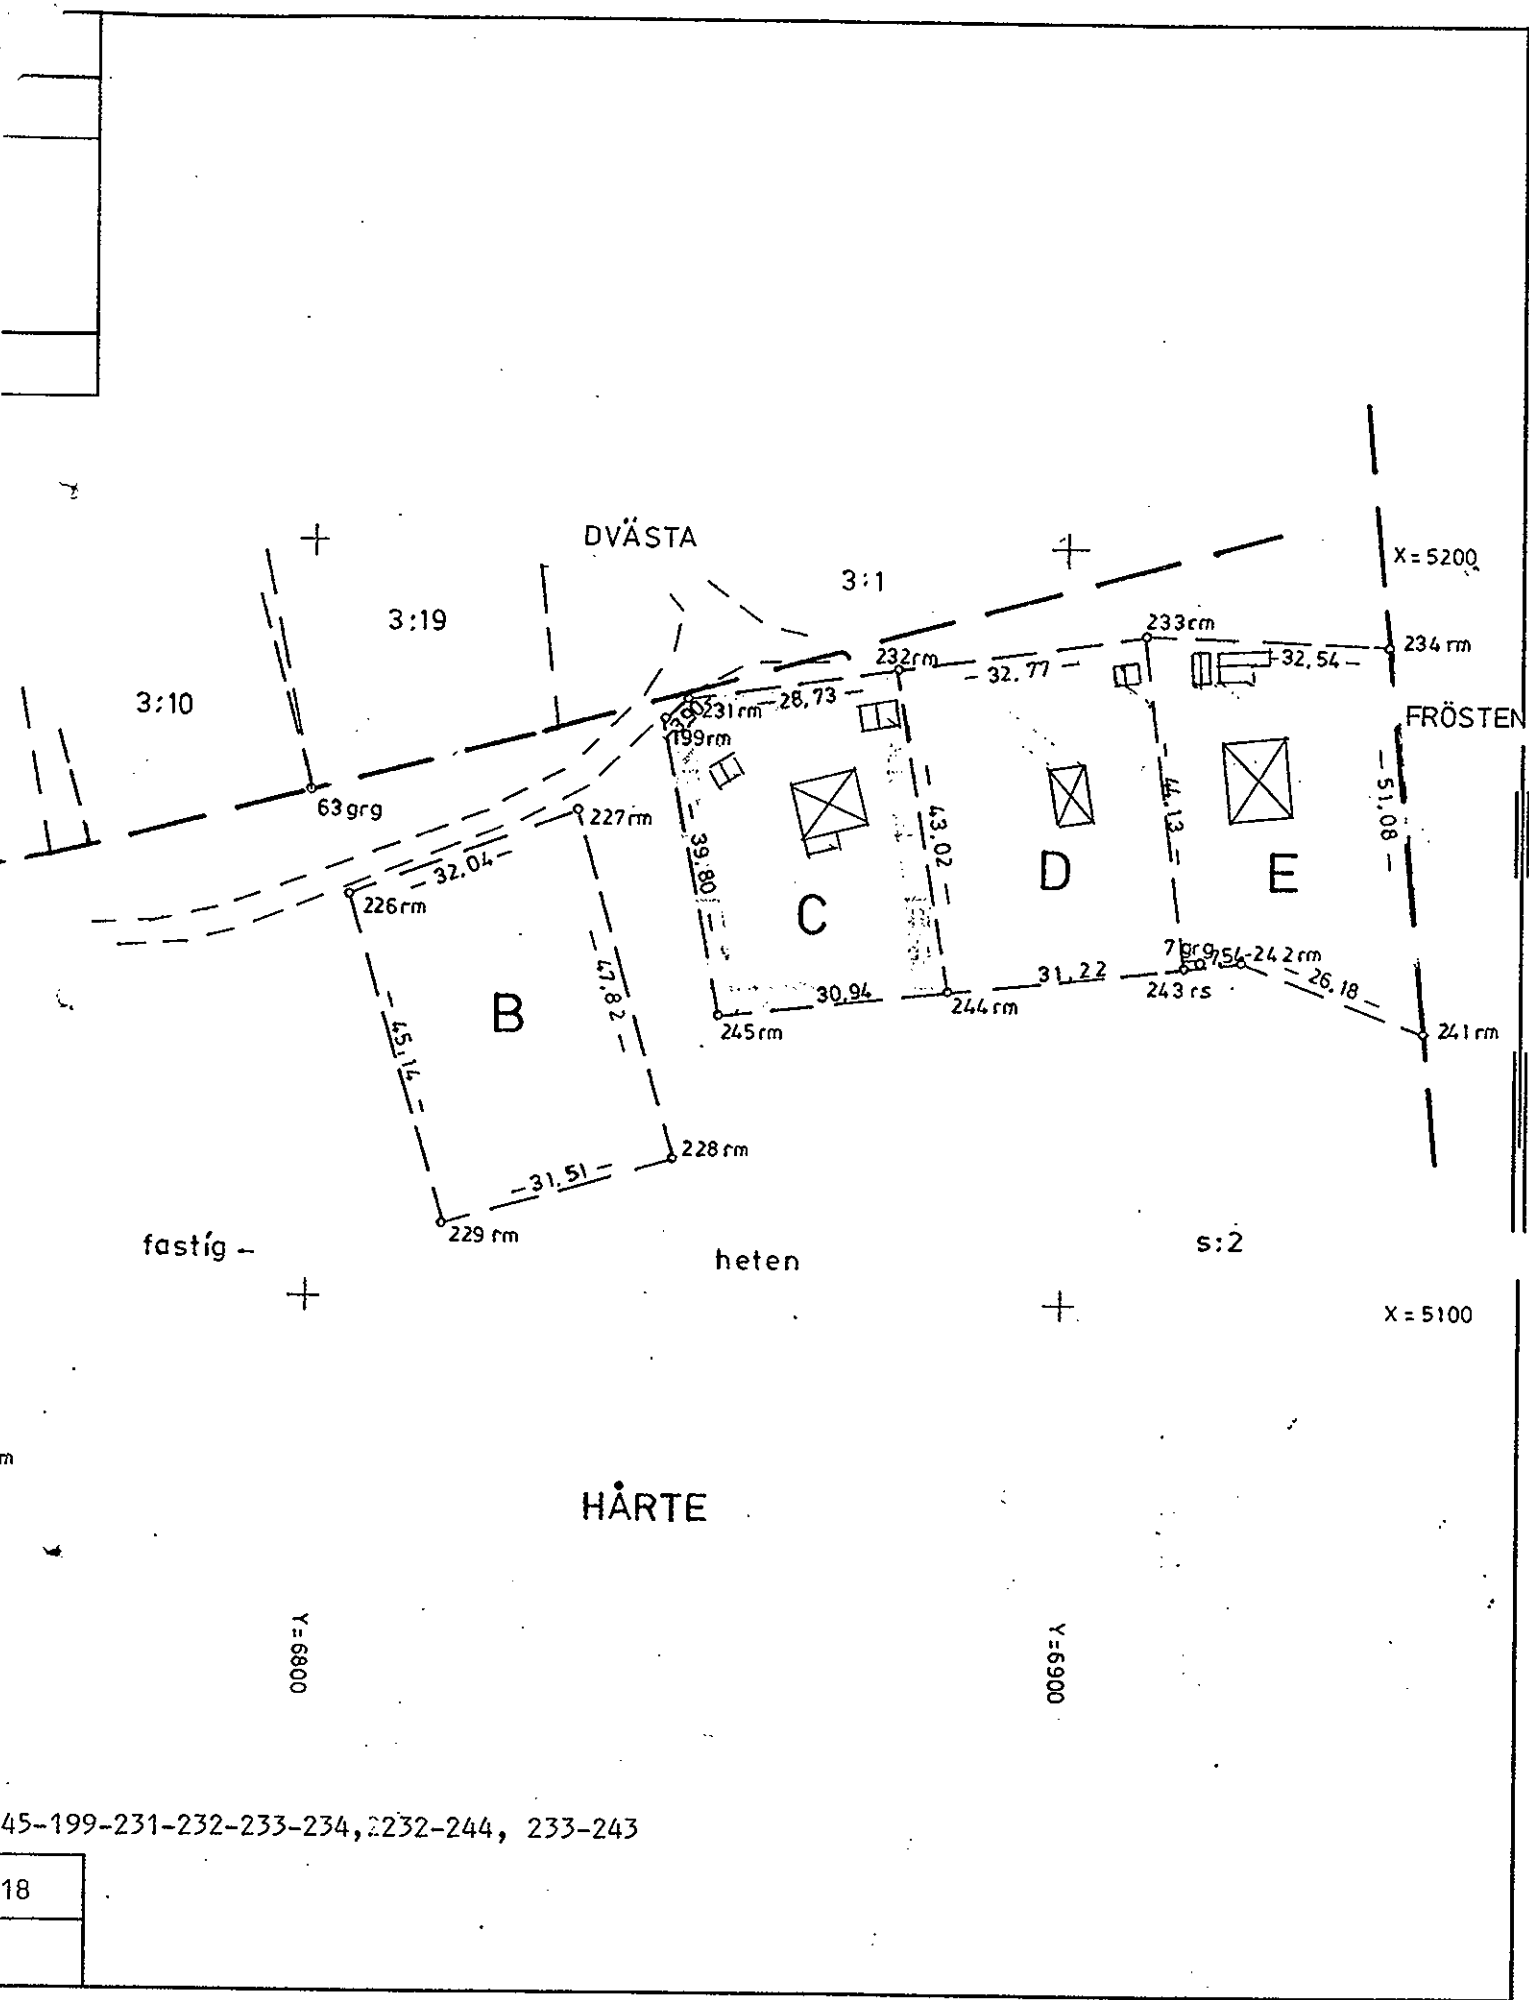 DVÄSTA
X=5200
3:1
3:19
233rm
234 rm
232rm
32,77
32,54
3:10
28,73
231rm
FRÖSTEN
199rm
63grg
227rm
51,08
44,13
43,02
39,80
32,04
D
E
226rm
C
7grg
242rm
31,22
26,18
243 rs
47,82
B
30,94
244rm
245rm
241rm
45,14
228rm
31,51
229 rm
fastig-
heten
s:2
X=5100
m
HÅRTE
Y=6800
Y=6900
45-199-231-232-233-234, 232-244, 233-243
18